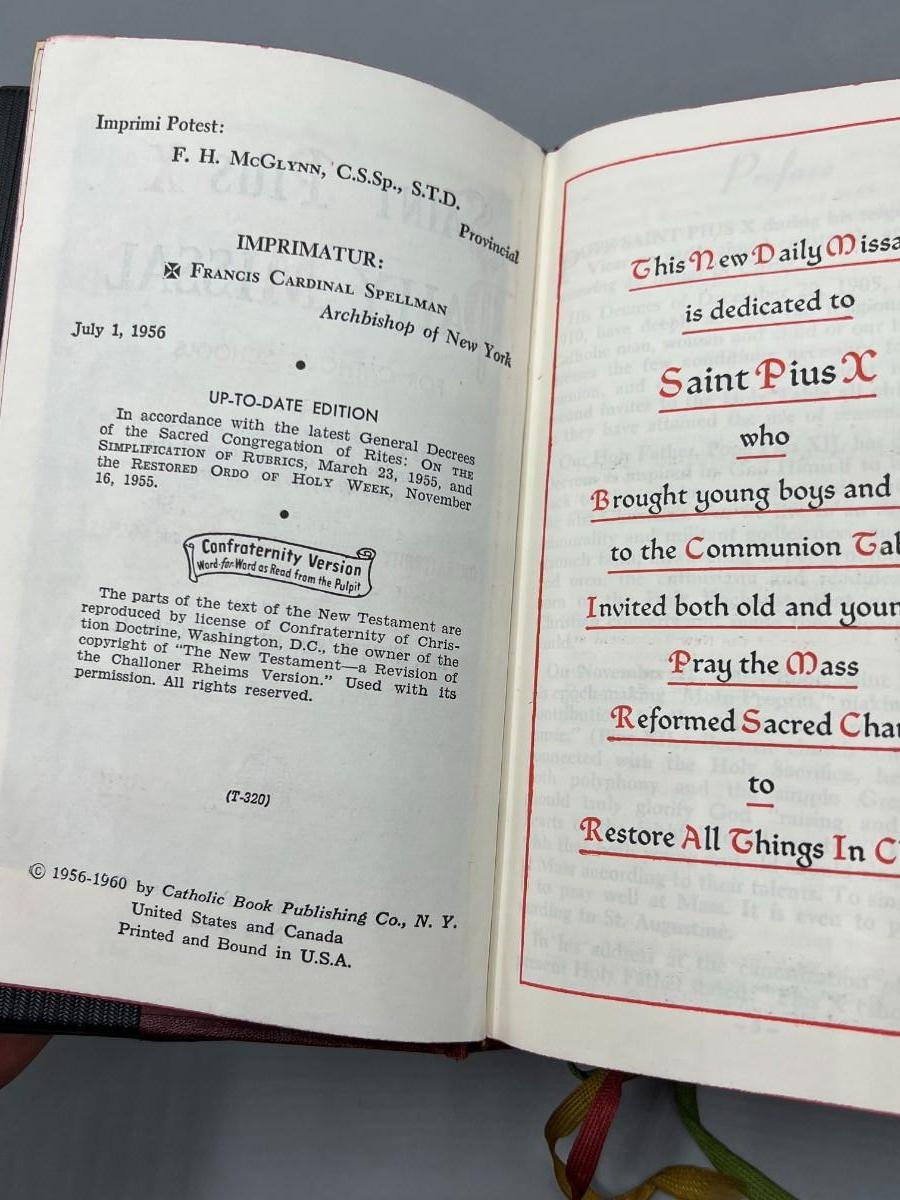 Imprimi Potest:
F. H. McGlynn, C.S.Sp., S.T.D.
Provincial
IMPRIMATUR:
✠ Francis Cardinal Spellman
Archbishop of New York
July 1, 1956
●
UP-TO-DATE EDITION
In accordance with the latest General Decrees
of the Sacred Congregation of Rites: On the
Simplification of Rubrics, March 23, 1955, and
the Restored Ordo of Holy Week, November
16, 1955.
●
Confraternity Version
Word-for-Word as Read from the Pulpit
The parts of the text of the New Testament are
reproduced by license of Confraternity of Chris-
tion Doctrine, Washington, D.C., the owner of the
copyright of "The New Testament—a Revision of
the Challoner Rheims Version." Used with its
permission. All rights reserved.
(T-320)
© 1956-1960 by Catholic Book Publishing Co., N. Y.
United States and Canada
Printed and Bound in U.S.A.
This New Daily Missa
is dedicated to
Saint Pius X
who
Brought young boys and
to the Communion Tal
Invited both old and youn
Pray the Mass
Reformed Sacred Cha
to
Restore All Things In C